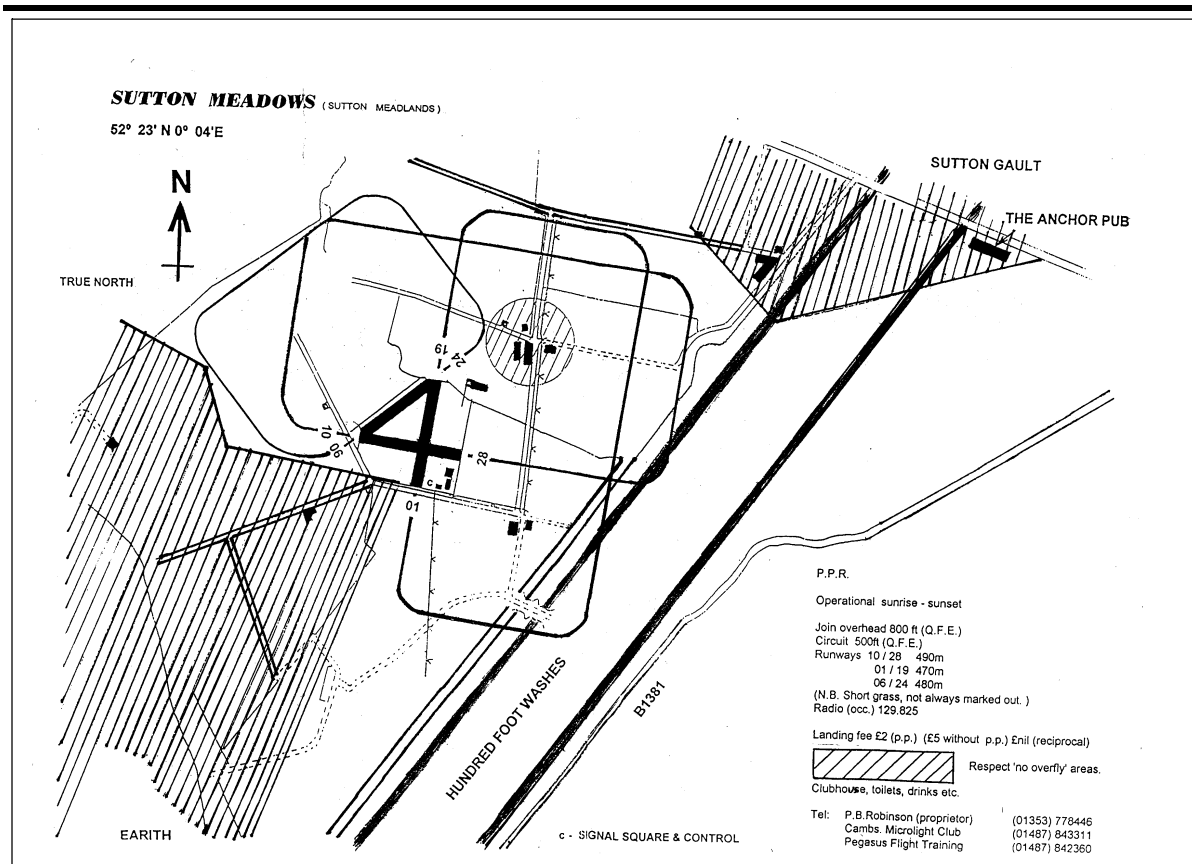 SUTTON MEADOWS (SUTTON MEADLANDS)
52° 23' N 0° 04'E
N
TRUE NORTH
SUTTON GAULT
THE ANCHOR PUB
24 19
10
06
28
C
01
HUNDRED FOOT WASHES
B1381
EARITH
c - SIGNAL SQUARE & CONTROL
P.P.R.
Operational sunrise - sunset
Join overhead 800 ft (Q.F.E.)
Circuit 500ft (Q.F.E.)
Runways 10 / 28 490m
01 / 19 470m
06 / 24 480m
(N.B. Short grass, not always marked out. )
Radio (occ.) 129.825
Landing fee £2 (p.p.) (£5 without p.p.) £nil (reciprocal)
Respect 'no overfly' areas.
Clubhouse, toilets, drinks etc.
Tel: P.B.Robinson (proprietor) (01353) 778446
Cambs. Microlight Club (01487) 843311
Pegasus Flight Training (01487) 842360